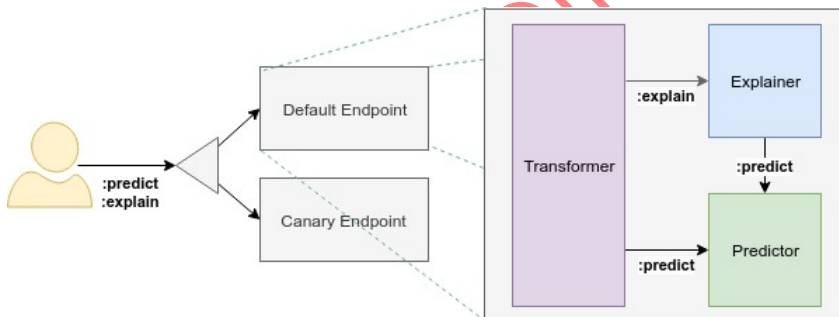 :predict
:explain
Default Endpoint
Canary Endpoint
Transformer
:explain
Explainer
:predict
:predict
Predictor